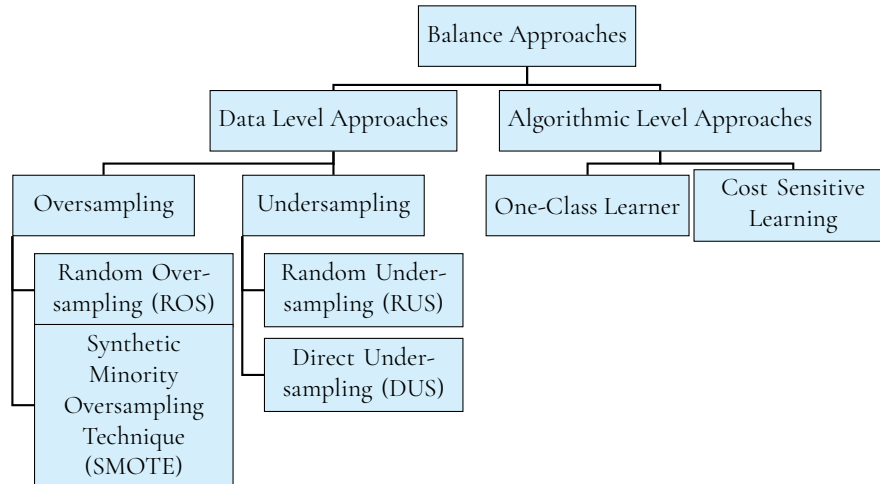 Balance Approaches
Data Level Approaches
Algorithmic Level Approaches
Oversampling
Undersampling
One-Class Learner
Cost Sensitive
Learning
Random Over-
sampling (ROS)
Synthetic
Minority
Oversampling
Technique
(SMOTE)
Random Under-
sampling (RUS)
Direct Under-
sampling (DUS)